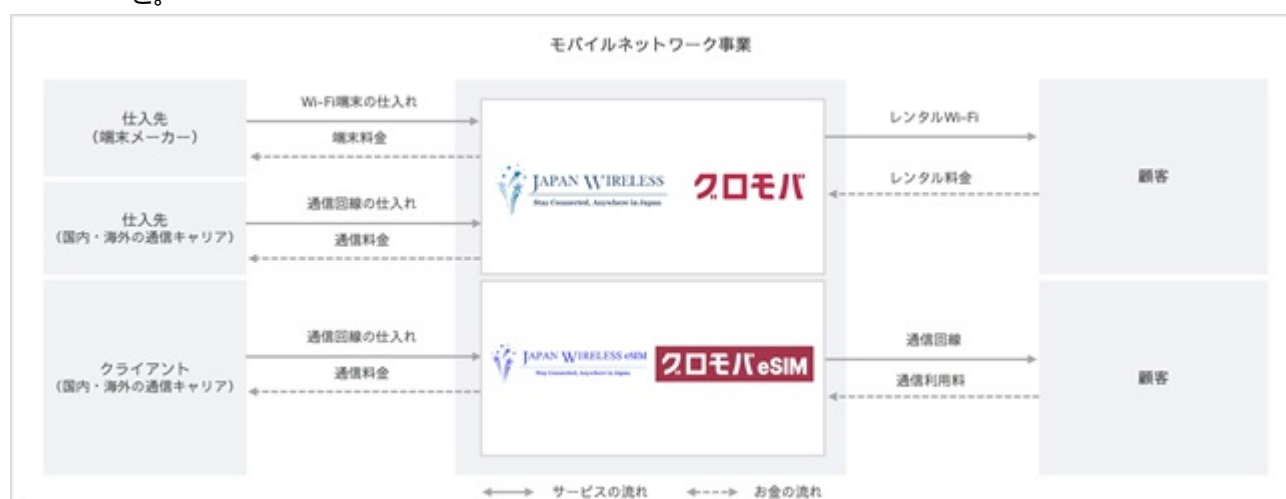 と。
モバイルネットワーク事業
仕入先
(端末メーカー)
Wi-Fi端末の仕入れ
端末料金
仕入先
(国内・海外の通信キャリア)
通信回線の仕入れ
通信料金
JAPAN WIRELESS
Stay Connected, Anywhere in Japan
グロモバ
レンタルWi-Fi
レンタル料金
顧客
クライアント
(国内・海外の通信キャリア)
通信回線の仕入れ
通信料金
JAPAN WIRELESS eSIM
Stay Connected, Anywhere in Japan
グロモバ eSIM
通信回線
通信利用料
顧客
サービスの流れ
お金の流れ